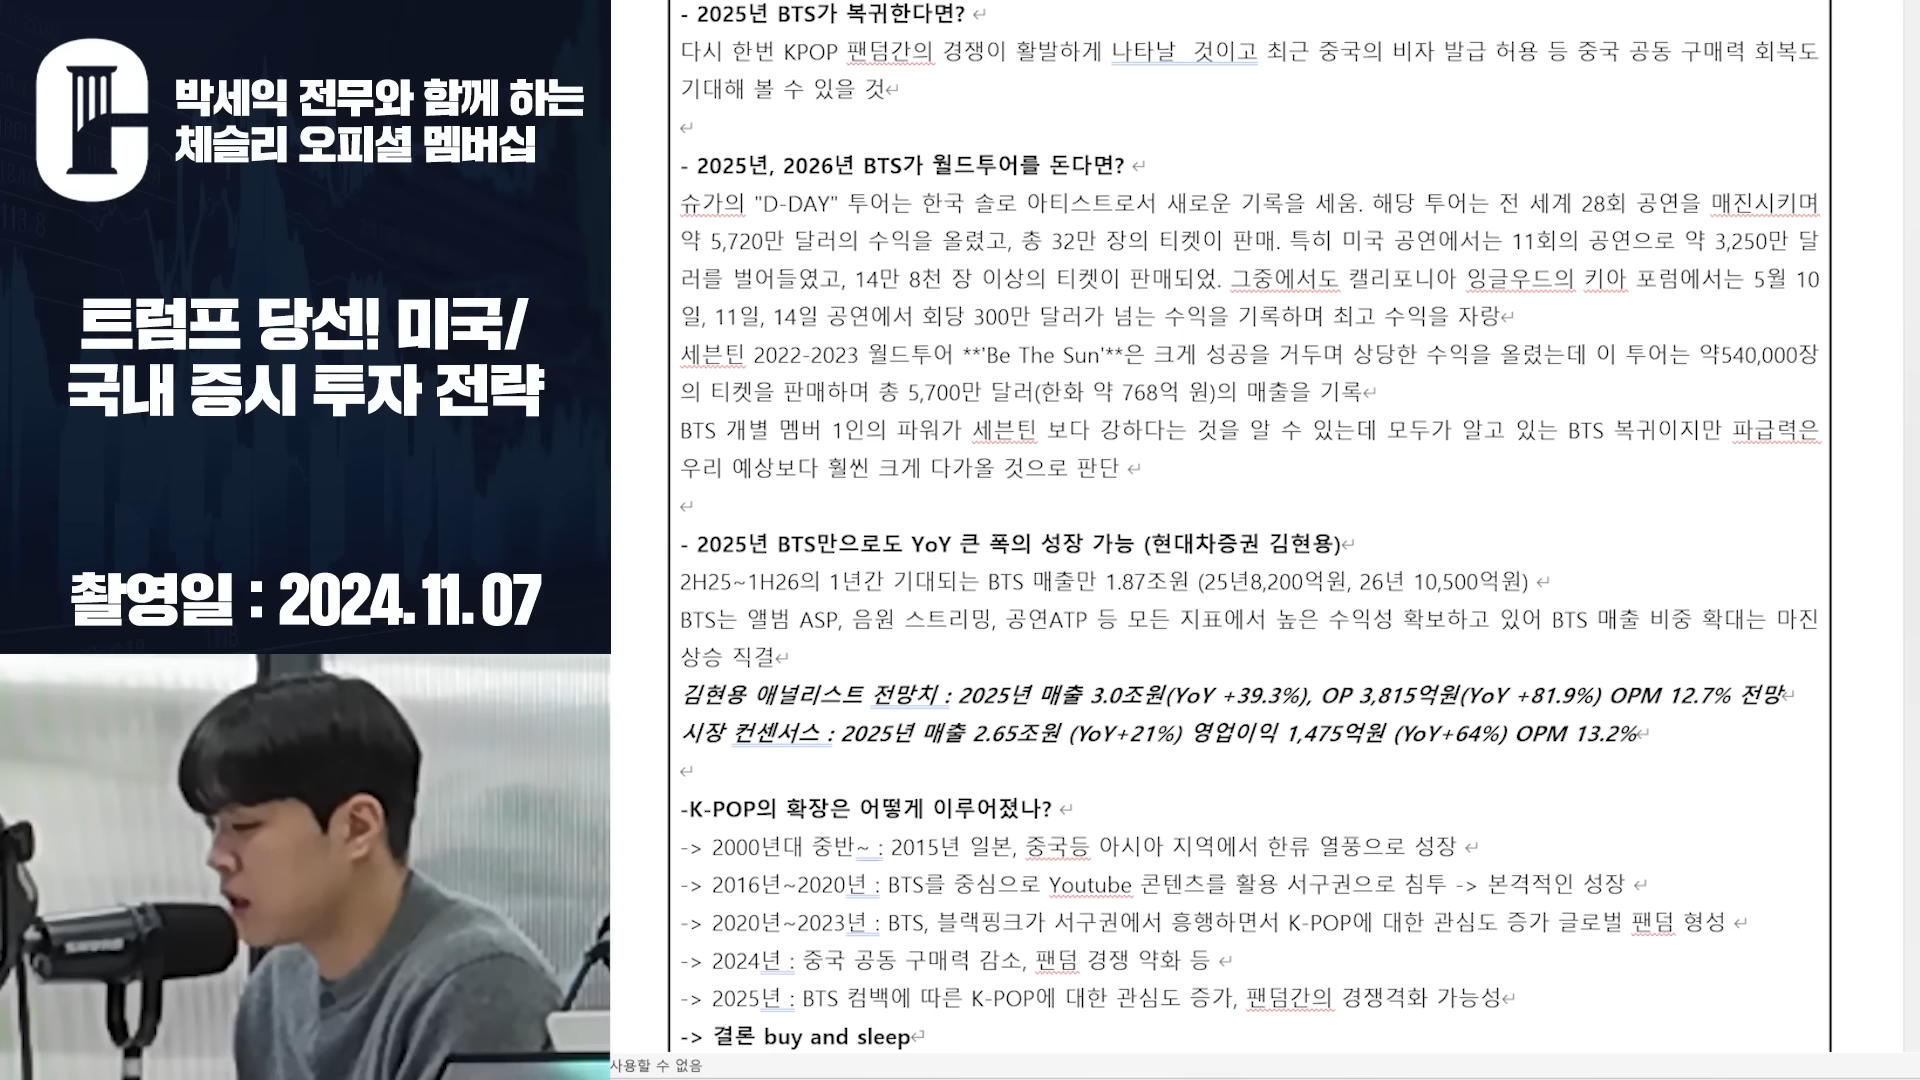 박세익 전무와 함께 하는
체슬리 오피셜 멤버십
트럼프 당선! 미국/
국내 증시 투자 전략
촬영일 : 2024. 11. 07
- 2025년 BTS가 복귀한다면?
다시 한번 KPOP 팬덤간의 경쟁이 활발하게 나타날  것이고 최근 중국의 비자 발급 허용 등 중국 공동 구매력 회복도
기대해 볼 수 있을 것
- 2025년, 2026년 BTS가 월드투어를 돈다면?
슈가의 "D-DAY" 투어는 한국 솔로 아티스트로서 새로운 기록을 세움. 해당 투어는 전 세계 28회 공연을 매진시키며
약 5,720만 달러의 수익을 올렸고, 총 32만 장의 티켓이 판매. 특히 미국 공연에서는 11회의 공연으로 약 3,250만 달
러를 벌어들였고, 14만 8천 장 이상의 티켓이 판매되었. 그중에서도 캘리포니아 잉글우드의 키아 포럼에서는 5월 10
일, 11일, 14일 공연에서 회당 300만 달러가 넘는 수익을 기록하며 최고 수익을 자랑
세븐틴 2022-2023 월드투어 **'Be The Sun'**은 크게 성공을 거두며 상당한 수익을 올렸는데 이 투어는 약540,000장
의 티켓을 판매하며 총 5,700만 달러(한화 약 768억 원)의 매출을 기록
BTS 개별 멤버 1인의 파워가 세븐틴 보다 강하다는 것을 알 수 있는데 모두가 알고 있는 BTS 복귀이지만 파급력은
우리 예상보다 훨씬 크게 다가올 것으로 판단
- 2025년 BTS만으로도 YoY 큰 폭의 성장 가능 (현대차증권 김현용)
2H25~1H26의 1년간 기대되는 BTS 매출만 1.87조원 (25년8,200억원, 26년 10,500억원)
BTS는 앨범 ASP, 음원 스트리밍, 공연ATP 등 모든 지표에서 높은 수익성 확보하고 있어 BTS 매출 비중 확대는 마진
상승 직결
김현용 애널리스트 전망치 : 2025년 매출 3.0조원(YoY +39.3%), OP 3,815억원(YoY +81.9%) OPM 12.7% 전망
시장 컨센서스 : 2025년 매출 2.65조원 (YoY+21%) 영업이익 1,475억원 (YoY+64%) OPM 13.2%
-K-POP의 확장은 어떻게 이루어졌나?
-> 2000년대 중반~ : 2015년 일본, 중국등 아시아 지역에서 한류 열풍으로 성장
-> 2016년~2020년 : BTS를 중심으로 Youtube 콘텐츠를 활용 서구권으로 침투 -> 본격적인 성장
-> 2020년~2023년 : BTS, 블랙핑크가 서구권에서 흥행하면서 K-POP에 대한 관심도 증가 글로벌 팬덤 형성
-> 2024년 : 중국 공동 구매력 감소, 팬덤 경쟁 약화 등
-> 2025년 : BTS 컴백에 따른 K-POP에 대한 관심도 증가, 팬덤간의 경쟁격화 가능성
-> 결론 buy and sleep
사용할 수 없음